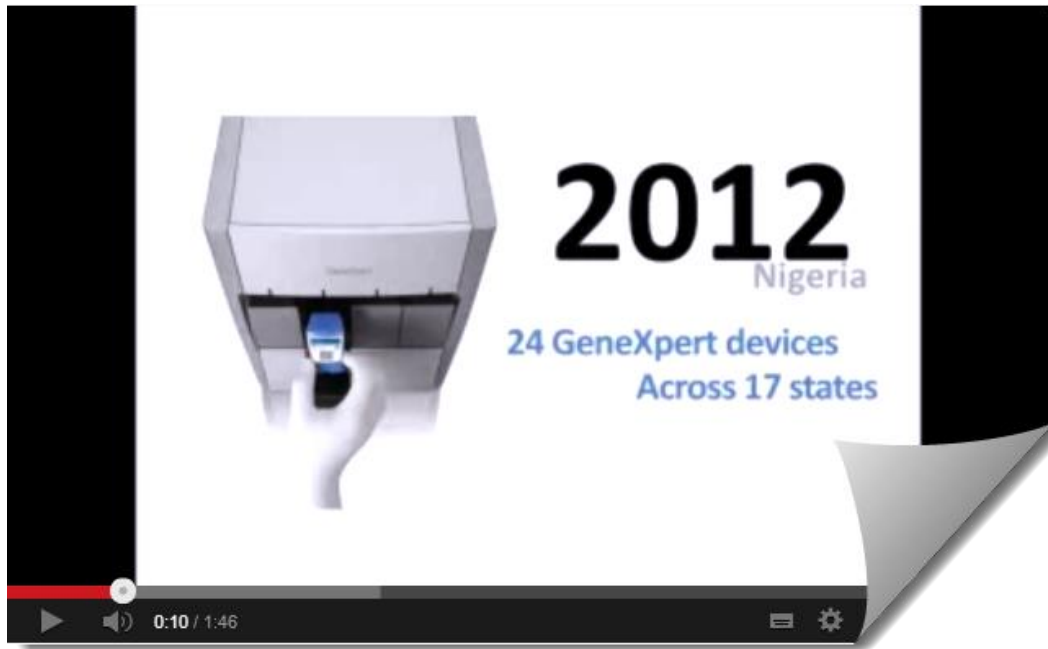 2012
Nigeria
24 GeneXpert devices
Across 17 states
0:10 / 1:46